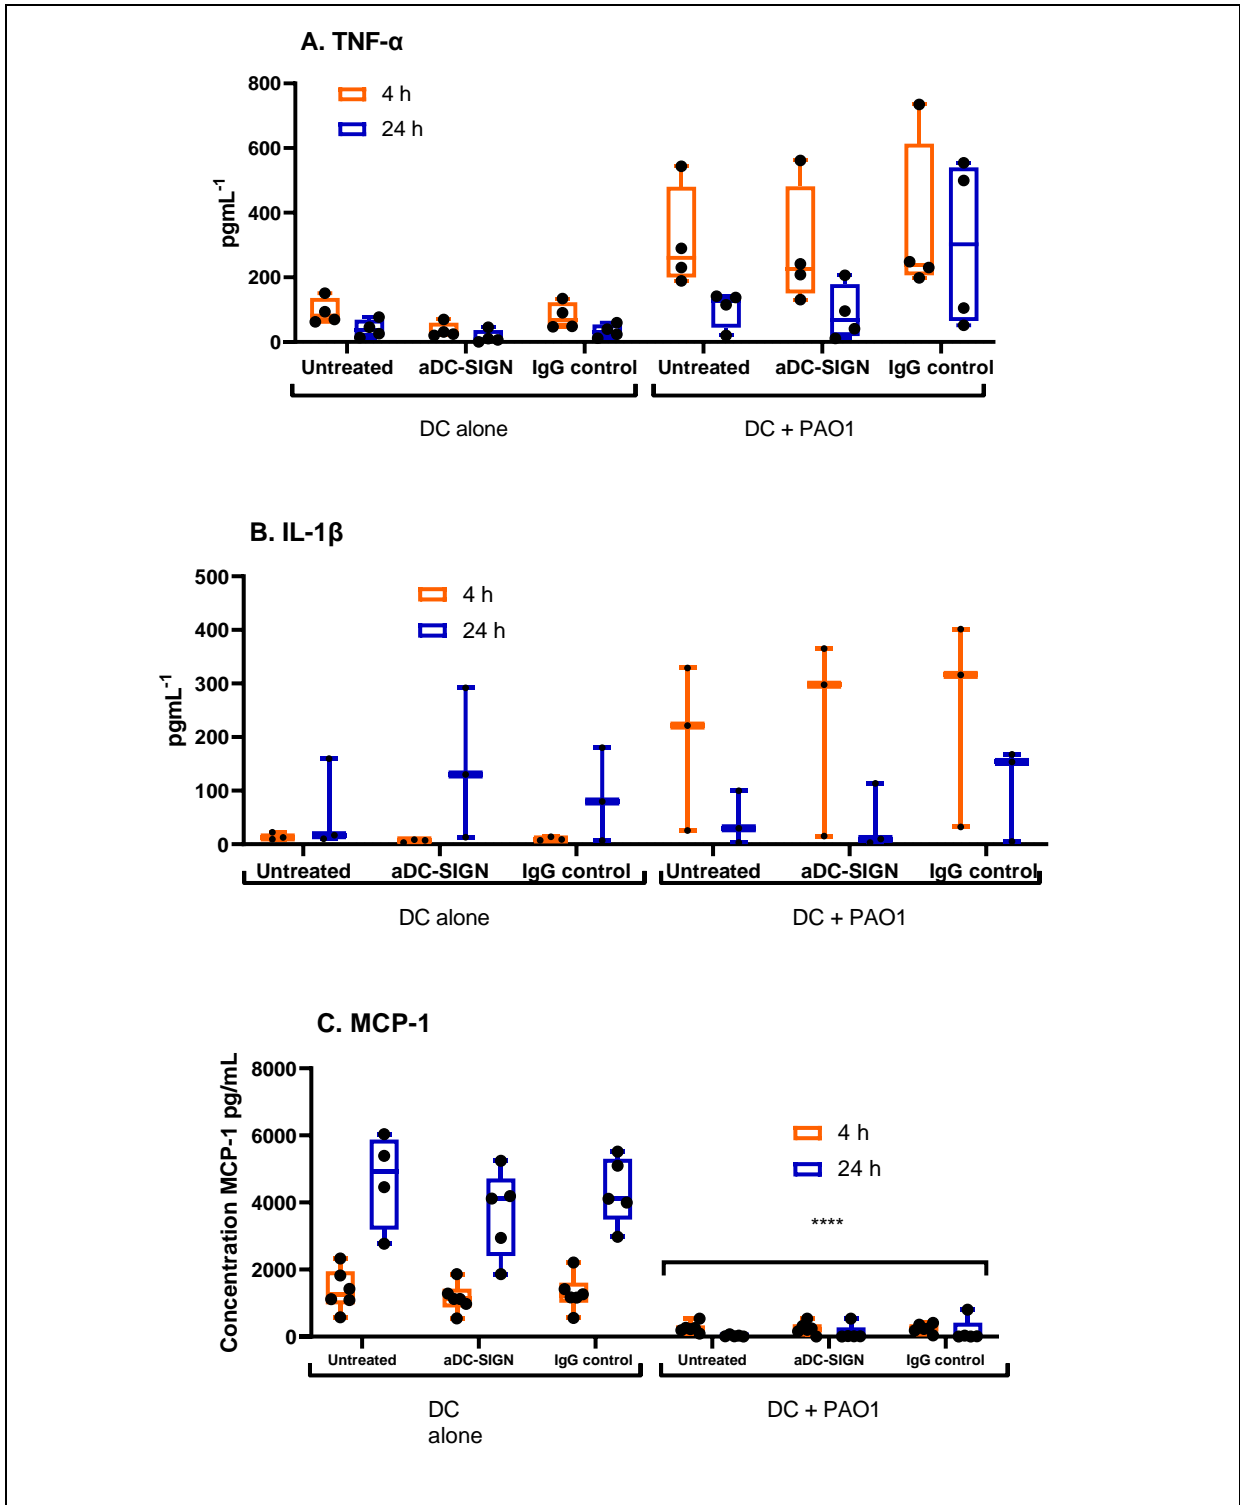 A. TNF-α
800
600
400
200
0
pgmL⁻¹
4 h
24 h
Untreated aDC-SIGN IgG control Untreated aDC-SIGN IgG control
DC alone DC + PAO1
B. IL-1β
500
400
300
200
100
0
pgmL⁻¹
4 h
24 h
Untreated aDC-SIGN IgG control Untreated aDC-SIGN IgG control
DC alone DC + PAO1
C. MCP-1
8000
6000
4000
2000
0
Concentration MCP-1 pg/mL
4 h
24 h
****
Untreated aDC-SIGN IgG control Untreated aDC-SIGN IgG control
DC
alone
DC + PAO1